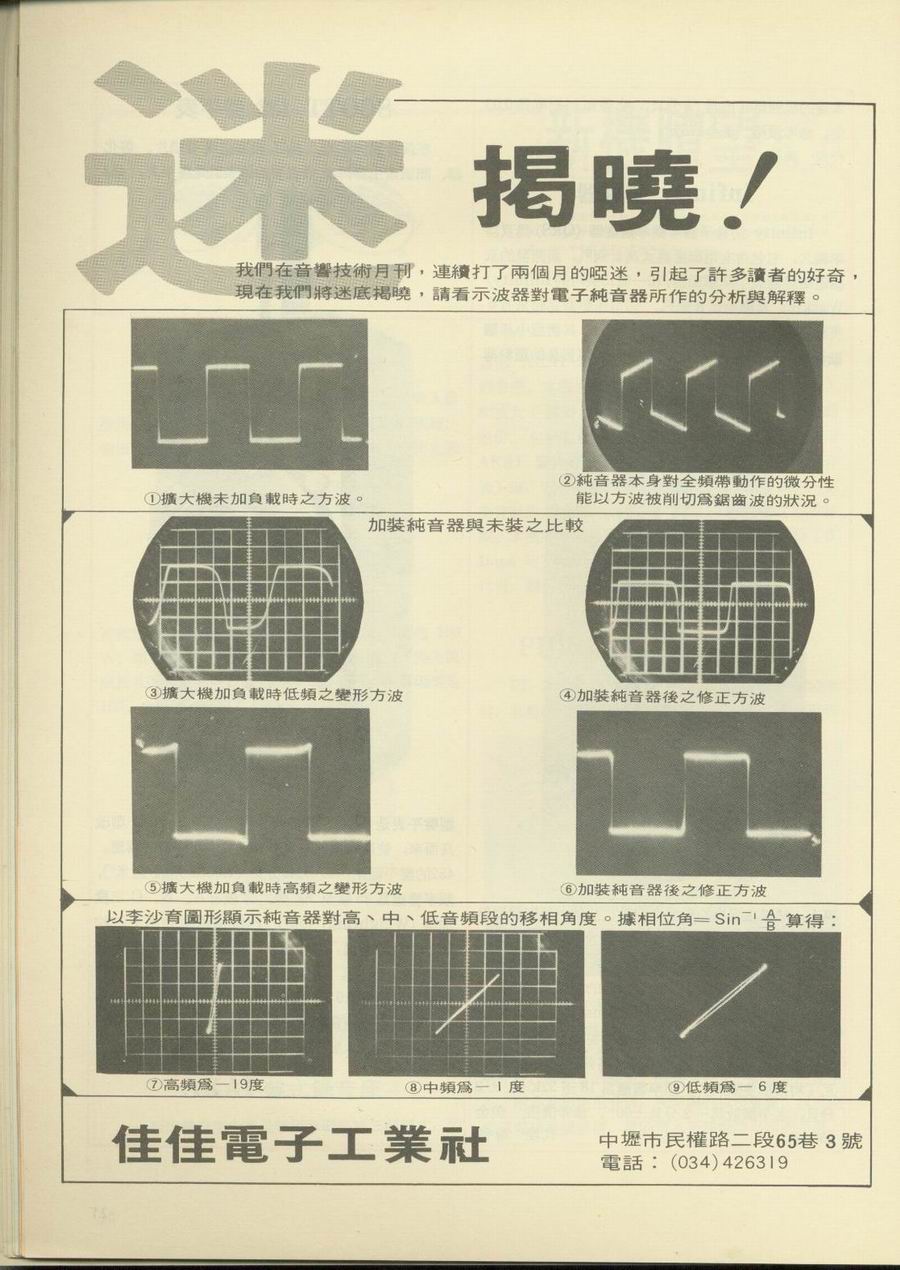 迷 揭曉！
我們在音響技術月刊，連續打了兩個月的啞迷，引起了許多讀者的好奇，
現在我們將迷底揭曉，請看示波器對電子純音器所作的分析與解釋。
①擴大機未加負載時之方波。
②純音器本身對全頻帶動作的微分性
能以方波被削切爲鋸齒波的狀況。
加裝純音器與未裝之比較
③擴大機加負載時低頻之變形方波
④加裝純音器後之修正方波
⑤擴大機加負載時高頻之變形方波
⑥加裝純音器後之修正方波
以李沙育圖形顯示純音器對高、中、低音頻段的移相角度。據相位角＝Sin⁻¹ A/B 算得：
⑦高頻爲－19度
⑧中頻爲－1度
⑨低頻爲－6度
佳佳電子工業社
中壢市民權路二段65巷3號
電話：(034)426319